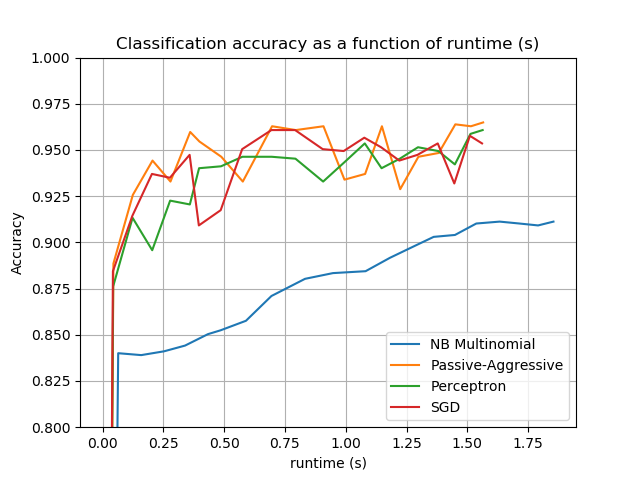 Classification accuracy as a function of runtime (s)
1.000
0.975
0.950
0.925
0.900
0.875
0.850
0.825
0.800
Accuracy
NB Multinomial
Passive-Aggressive
Perceptron
SGD
0.00 0.25 0.50 0.75 1.00 1.25 1.50 1.75
runtime (s)